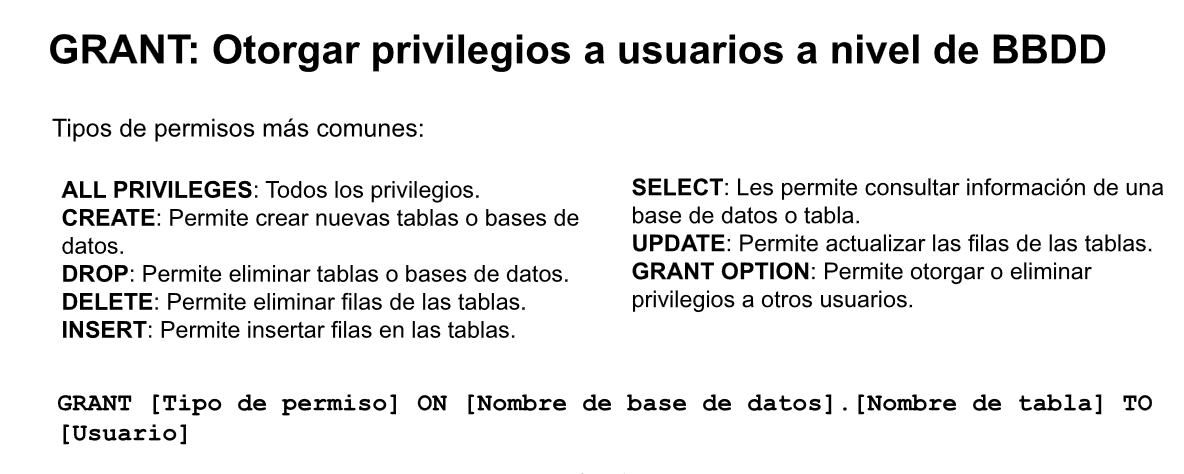 GRANT: Otorgar privilegios a usuarios a nivel de BBDD
Tipos de permisos más comunes:
ALL PRIVILEGES: Todos los privilegios.
CREATE: Permite crear nuevas tablas o bases de
datos.
DROP: Permite eliminar tablas o bases de datos.
DELETE: Permite eliminar filas de las tablas.
INSERT: Permite insertar filas en las tablas.
SELECT: Les permite consultar información de una
base de datos o tabla.
UPDATE: Permite actualizar las filas de las tablas.
GRANT OPTION: Permite otorgar o eliminar
privilegios a otros usuarios.
GRANT [Tipo de permiso] ON [Nombre de base de datos].[Nombre de tabla] TO
[Usuario]